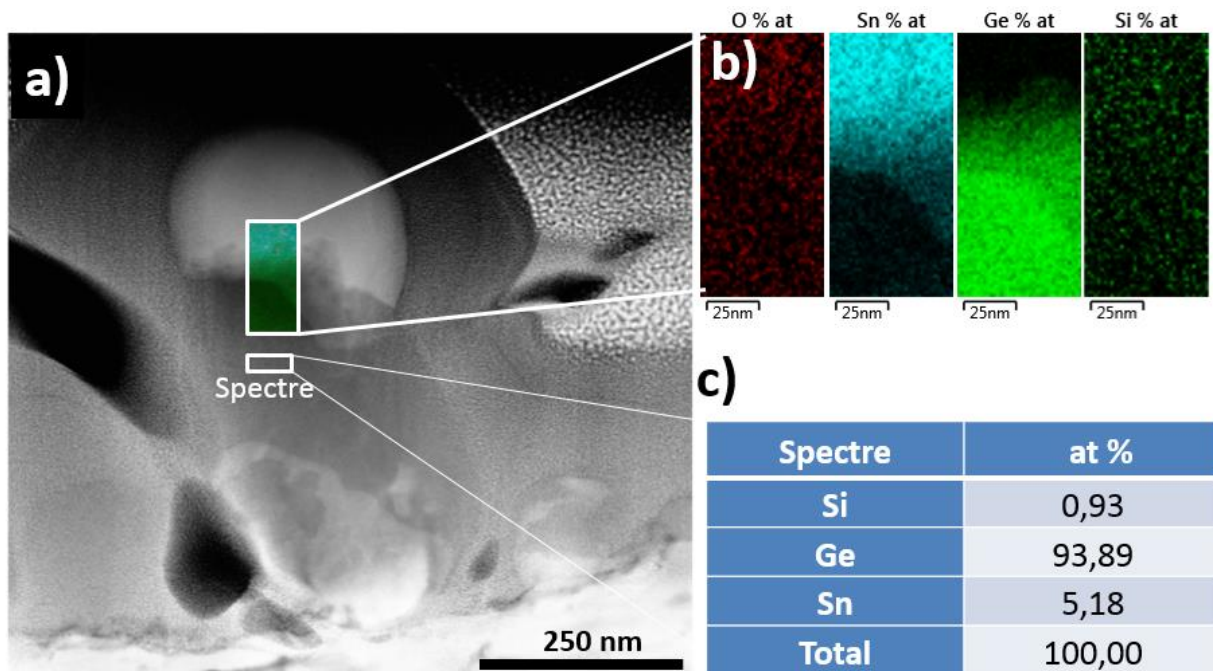 a)
Spectre
250 nm
O % at Sn % at Ge % at Si % at
b)
25nm 25nm 25nm 25nm
c)
Spectre at %
Si 0,93
Ge 93,89
Sn 5,18
Total 100,00